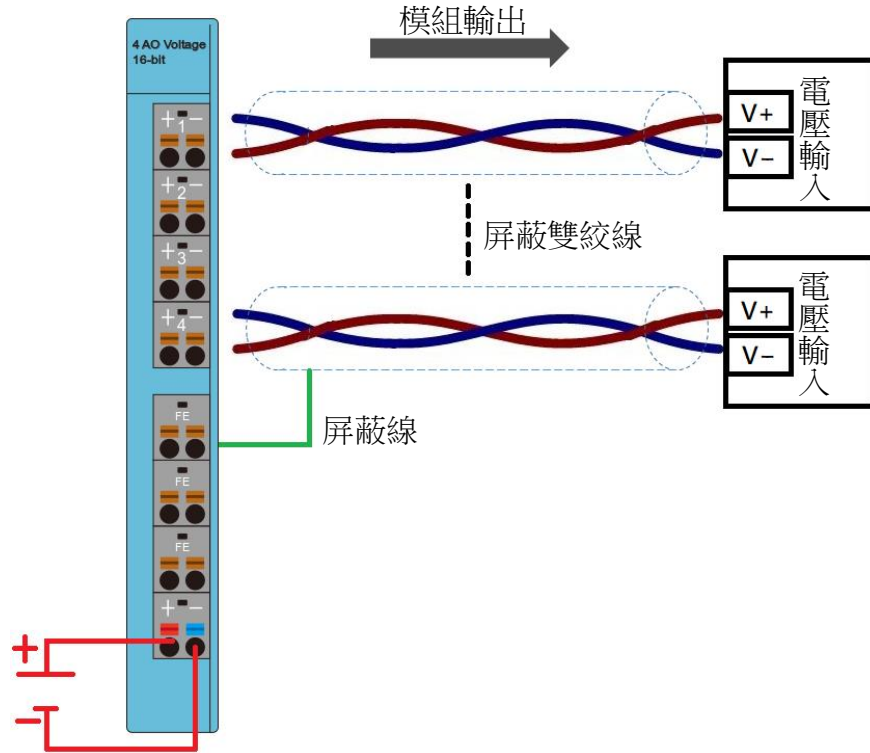 4 AO Voltage
16-bit
模組輸出
+1−
+2−
+3−
+4−
FE
FE
FE
+ −
V+
V−
電壓輸入
屏蔽雙絞線
V+
V−
電壓輸入
屏蔽線
+
−